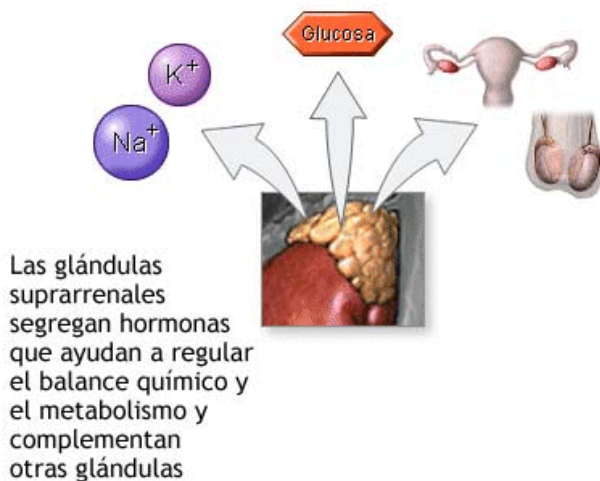 Glucosa
K+
Na+
Las glándulas
suprarrenales
segregan hormonas
que ayudan a regular
el balance químico y
el metabolismo y
complementan
otras glándulas